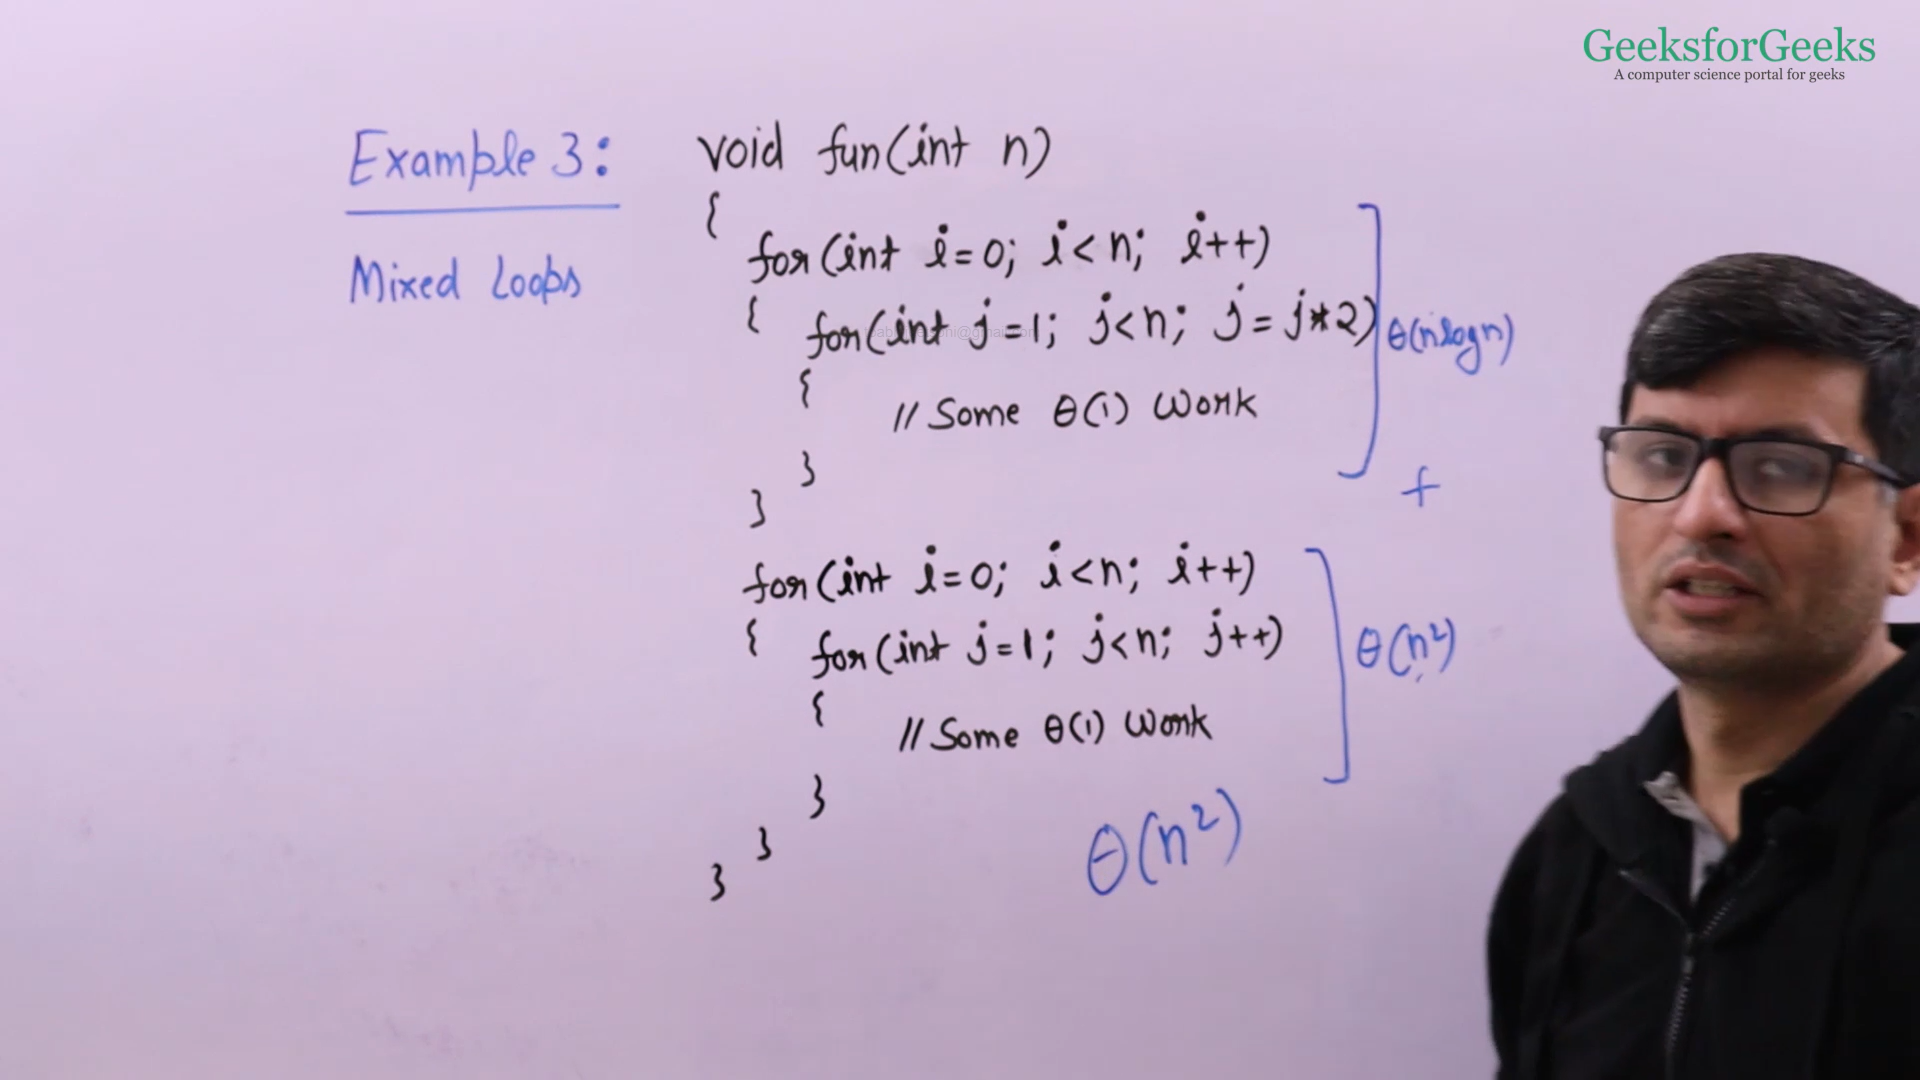 GeeksforGeeks
A computer science portal for geeks
Example 3:
Mixed Loops
void fun(int n)
{
for(int i=0; i<n; i++)
{ for(int j=1; j<n; j=j*2)
{
// Some θ(1) Work
}
}
θ(nlogn)
+
for(int i=0; i<n; i++)
{ for(int j=1; j<n; j++)
{
// Some θ(1) Work
}
}
}
θ(n²)
θ(n²)